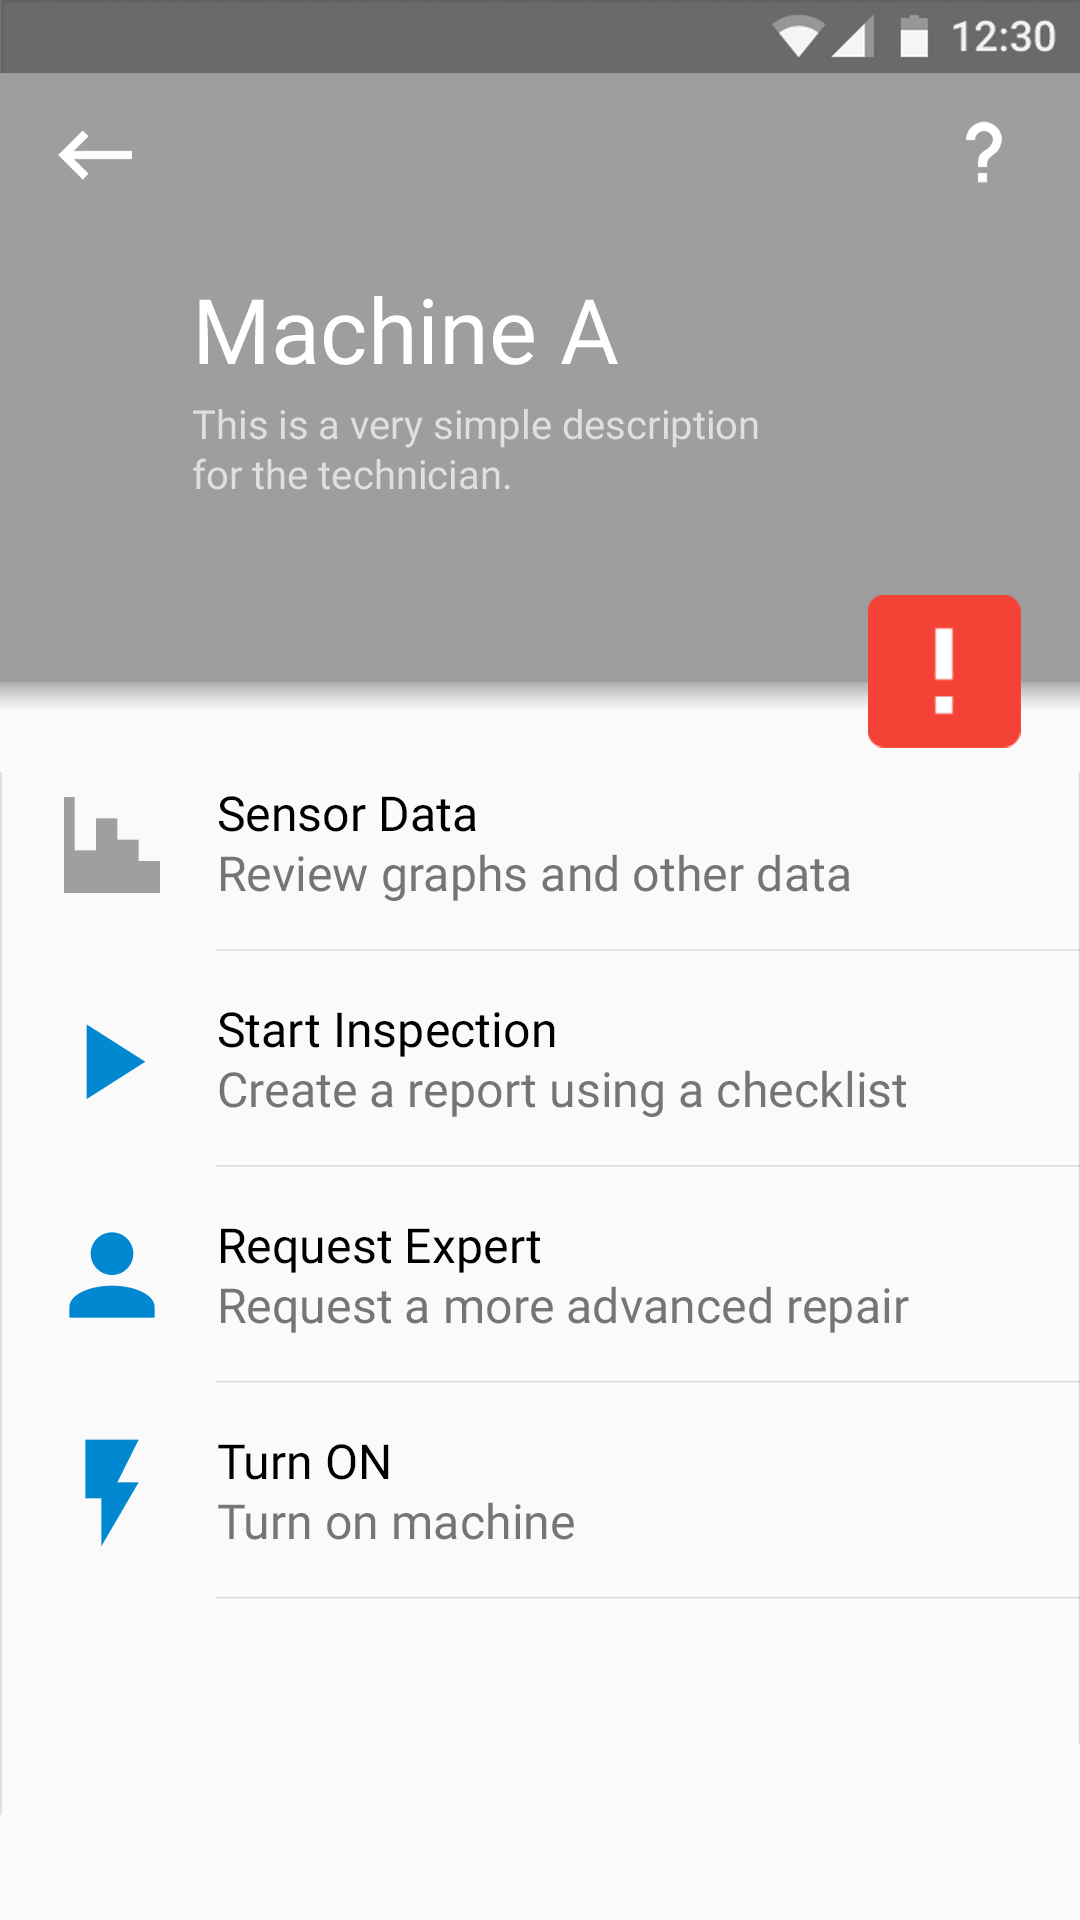 12:30
?
Machine A
This is a very simple description
for the technician.
!
Sensor Data
Review graphs and other data
Start Inspection
Create a report using a checklist
Request Expert
Request a more advanced repair
Turn ON
Turn on machine